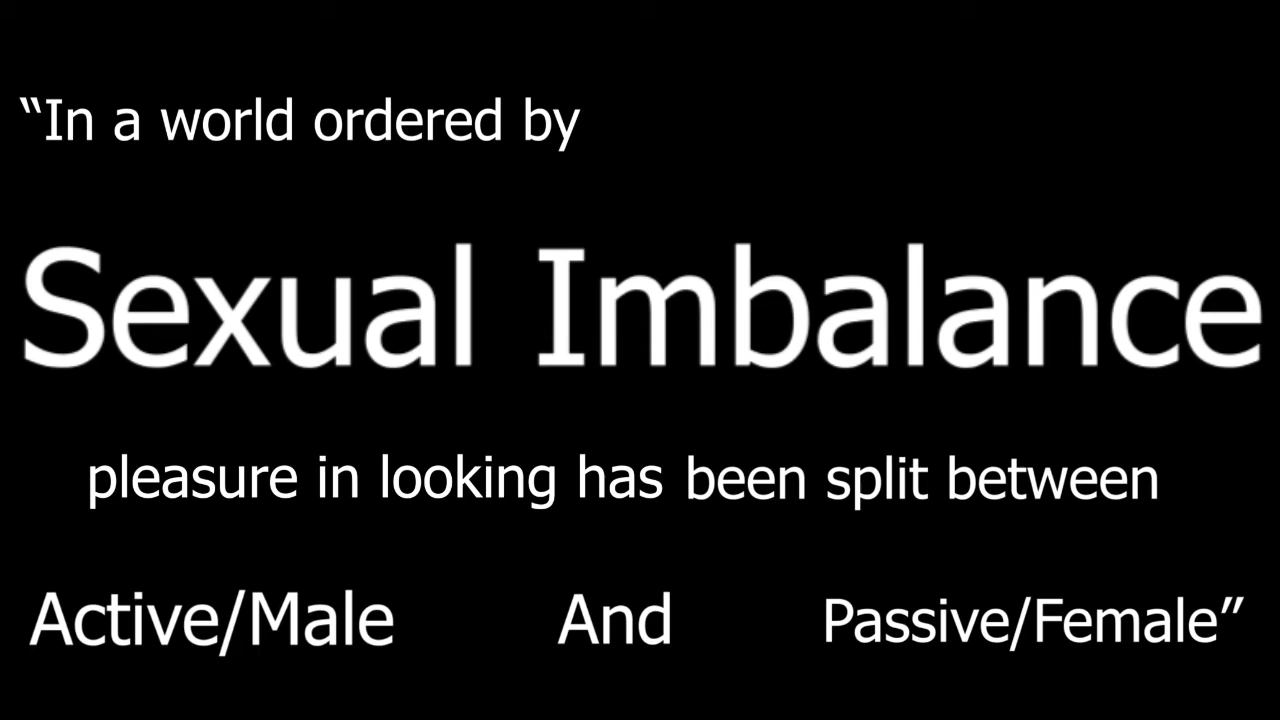 “In a world ordered by
Sexual Imbalance
pleasure in looking has been split between
Active/Male And Passive/Female”